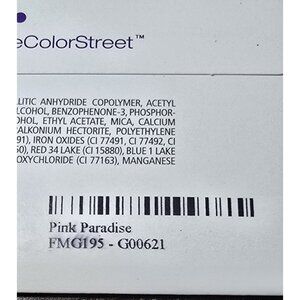 eColorStreet™
LLITIC ANHYDRIDE COPOLYMER, ACETYL
LCOHOL, BENZOPHENONE-3, PHOSPHOR-
OHOL, ETHYL ACETATE, MICA, CALCIUM
ALKONIUM HECTORITE, POLYETHYLENE
91), IRON OXIDES (CI 77491, CI 77492, CI
50), RED 34 LAKE (CI 15880), BLUE 1 LAKE
OXYCHLORIDE (CI 77163), MANGANESE
Pink Paradise
FMG195 - G00621